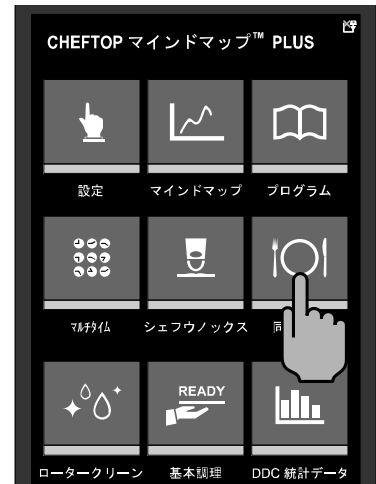 CHEFTOP マインドマップ™ PLUS
設定 マインドマップ プログラム
マルチタイム シェフウノックス 同
READY
ロータークリーン 基本調理 DDC 統計データ